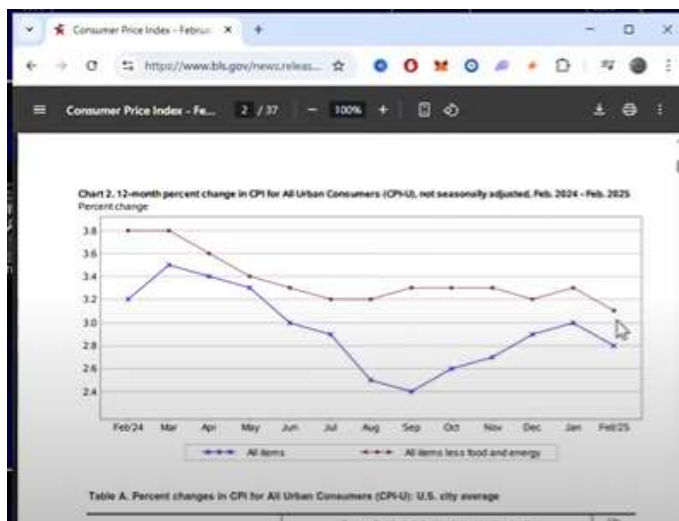 Consumer Price Index - Februa
https://www.bls.gov/news.releas...
Consumer Price Index - Fe...
2 / 37
100%
Chart 2. 12-month percent change in CPI for All Urban Consumers (CPI-U), not seasonally adjusted, Feb. 2024 - Feb. 2025
Percent change
3.8
3.6
3.4
3.2
3.0
2.8
2.6
2.4
Feb'24 Mar Apr May Jun Jul Aug Sep Oct Nov Dec Jan Feb'25
All items All items less food and energy
Table A. Percent changes in CPI for All Urban Consumers (CPI-U): U.S. city average